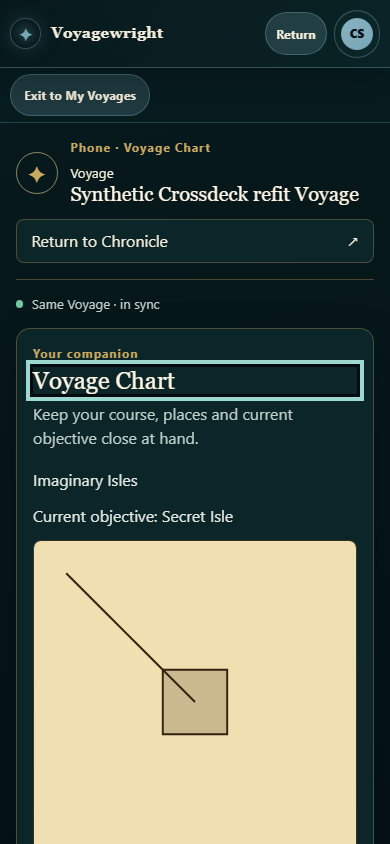 Voyagewright
Return
CS
Exit to My Voyages
Phone · Voyage Chart
Voyage
Synthetic Crossdeck refit Voyage
Return to Chronicle ↗
Same Voyage · in sync
Your companion
Voyage Chart
Keep your course, places and current
objective close at hand.
Imaginary Isles
Current objective: Secret Isle